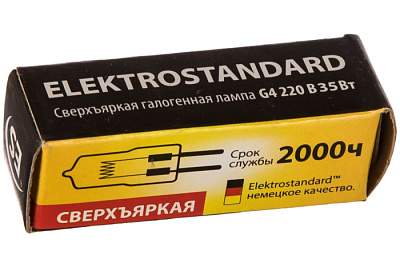 ELEKTROSTANDARD
Сверхъяркая галогенная лампа G4 220 В 35 Вт
Срок
службы 2000ч
Elektrostandard™
немецкое качество.
СВЕРХЪЯРКАЯ